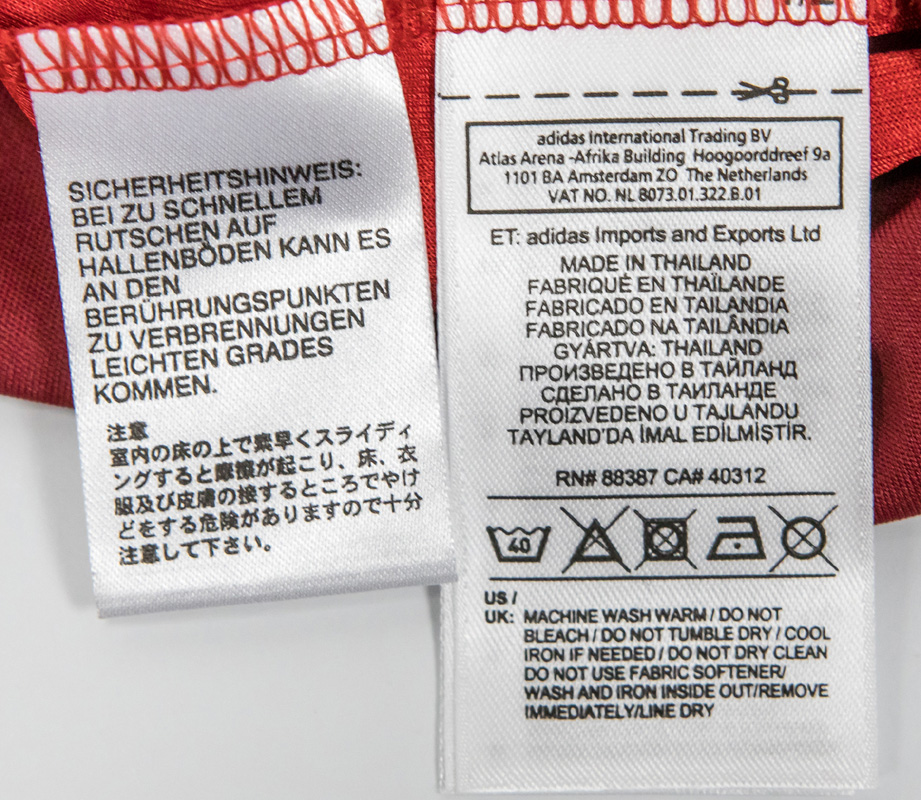 SICHERHEITSHINWEIS:
BEI ZU SCHNELLEM
RUTSCHEN AUF
HALLENBÖDEN KANN ES
AN DEN
BERÜHRUNGSPUNKTEN
ZU VERBRENNUNGEN
LEICHTEN GRADES
KOMMEN.
注意
室内の床の上で素早くスライディ
ングすると摩擦が起こり、床、衣
服及び皮膚の接するところでやけ
どをする危険がありますので十分
注意して下さい。
adidas International Trading BV
Atlas Arena -Afrika Building Hoogoorddreef 9a
1101 BA Amsterdam ZO The Netherlands
VAT NO. NL 8073.01.322.B.01
ET: adidas Imports and Exports Ltd
MADE IN THAILAND
FABRIQUÉ EN THAÏLANDE
FABRICADO EN TAILANDIA
FABRICADO NA TAILÂNDIA
GYÁRTVA: THAILAND
ПРОИЗВЕДЕНО В ТАЙЛАНД
СДЕЛАНО В ТАИЛАНДЕ
PROIZVEDENO U TAJLANDU
TAYLAND'DA İMAL EDİLMİŞTİR.
RN# 88387 CA# 40312
40
US /
UK: MACHINE WASH WARM / DO NOT
BLEACH / DO NOT TUMBLE DRY / COOL
IRON IF NEEDED / DO NOT DRY CLEAN
DO NOT USE FABRIC SOFTENER/
WASH AND IRON INSIDE OUT/REMOVE
IMMEDIATELY/LINE DRY